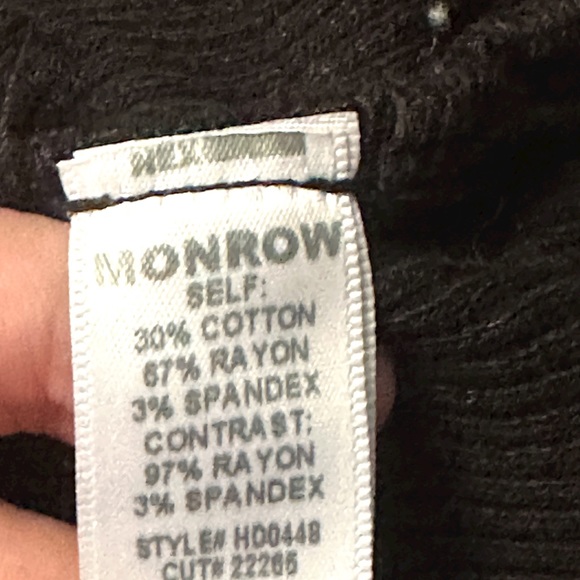 MONROW
SELF:
30% COTTON
67% RAYON
3% SPANDEX
CONTRAST:
97% RAYON
3% SPANDEX
STYLE# HD0448
CUT# 22265